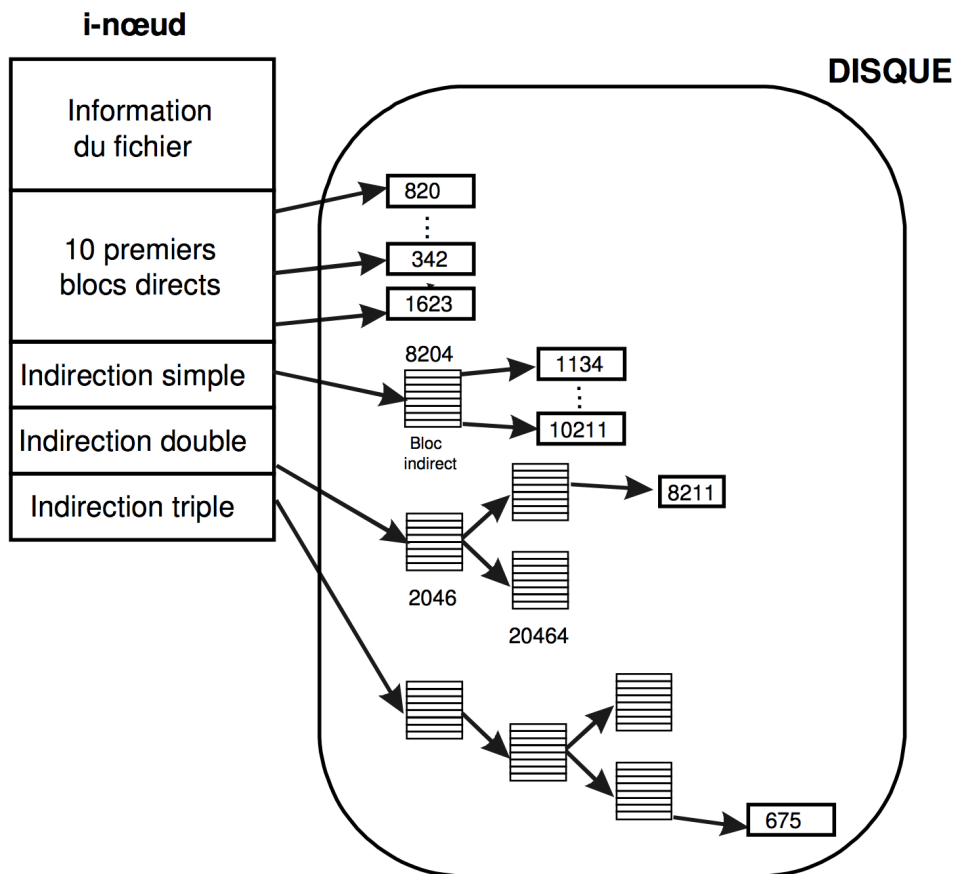 i-nœud
DISQUE
Information
du fichier
10 premiers
blocs directs
Indirection simple
Indirection double
Indirection triple
820
342
1623
8204
Bloc
indirect
1134
10211
8211
2046
20464
675